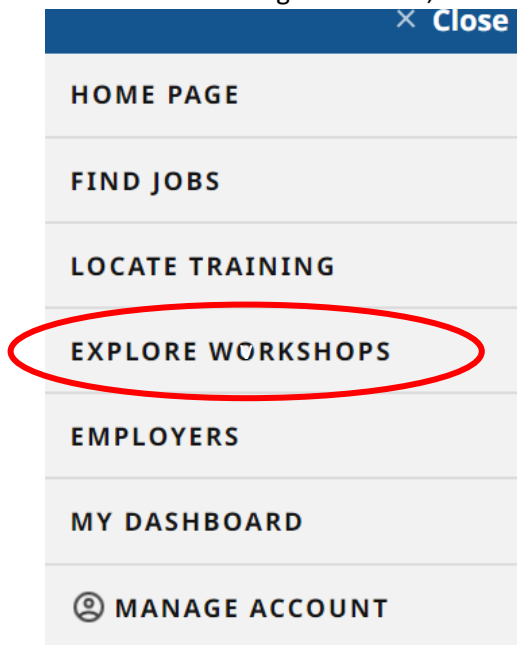 × Close
HOME PAGE
FIND JOBS
LOCATE TRAINING
EXPLORE WORKSHOPS
EMPLOYERS
MY DASHBOARD
MANAGE ACCOUNT